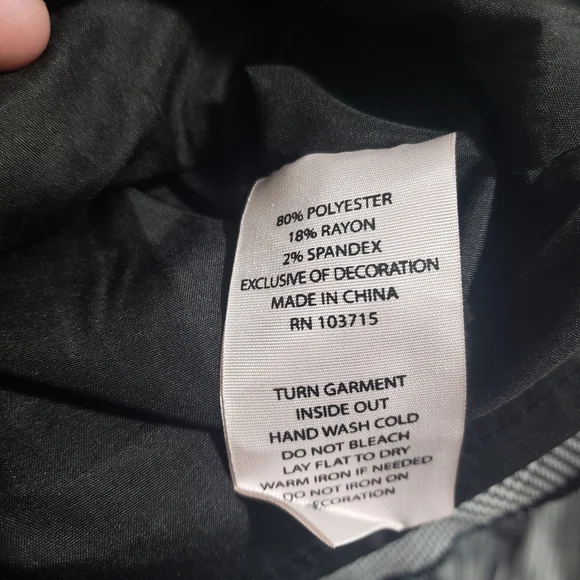 80% POLYESTER
18% RAYON
2% SPANDEX
EXCLUSIVE OF DECORATION
MADE IN CHINA
RN 103715
TURN GARMENT
INSIDE OUT
HAND WASH COLD
DO NOT BLEACH
LAY FLAT TO DRY
WARM IRON IF NEEDED
DO NOT IRON ON
DECORATION